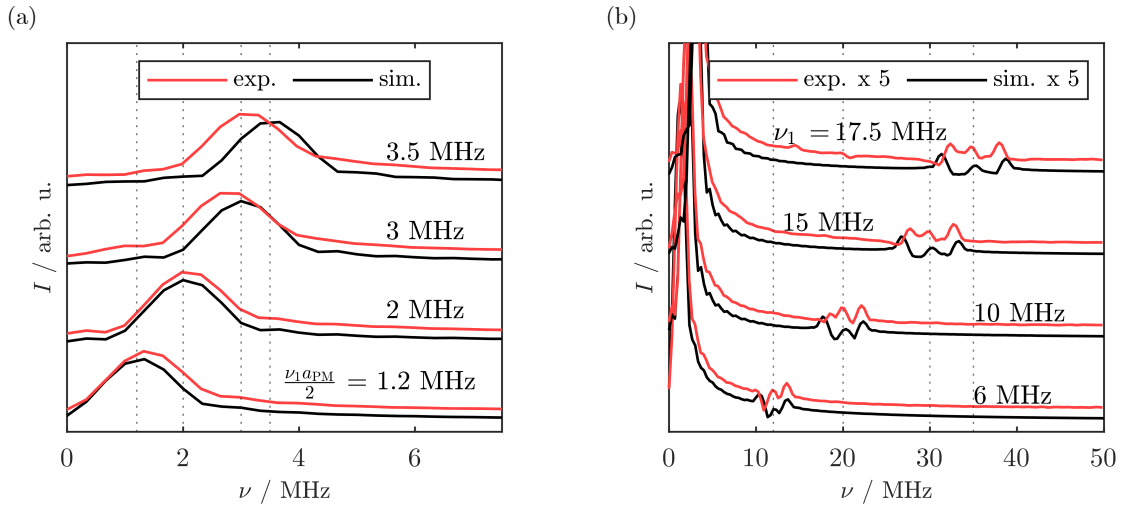 (a)
exp. sim.
3.5 MHz
3 MHz
2 MHz
ν₁aPM/2 = 1.2 MHz
0 2 4 6
ν / MHz
I / arb. u.
(b)
exp. x 5 sim. x 5
ν₁ = 17.5 MHz
15 MHz
10 MHz
6 MHz
0 10 20 30 40 50
ν / MHz
I / arb. u.